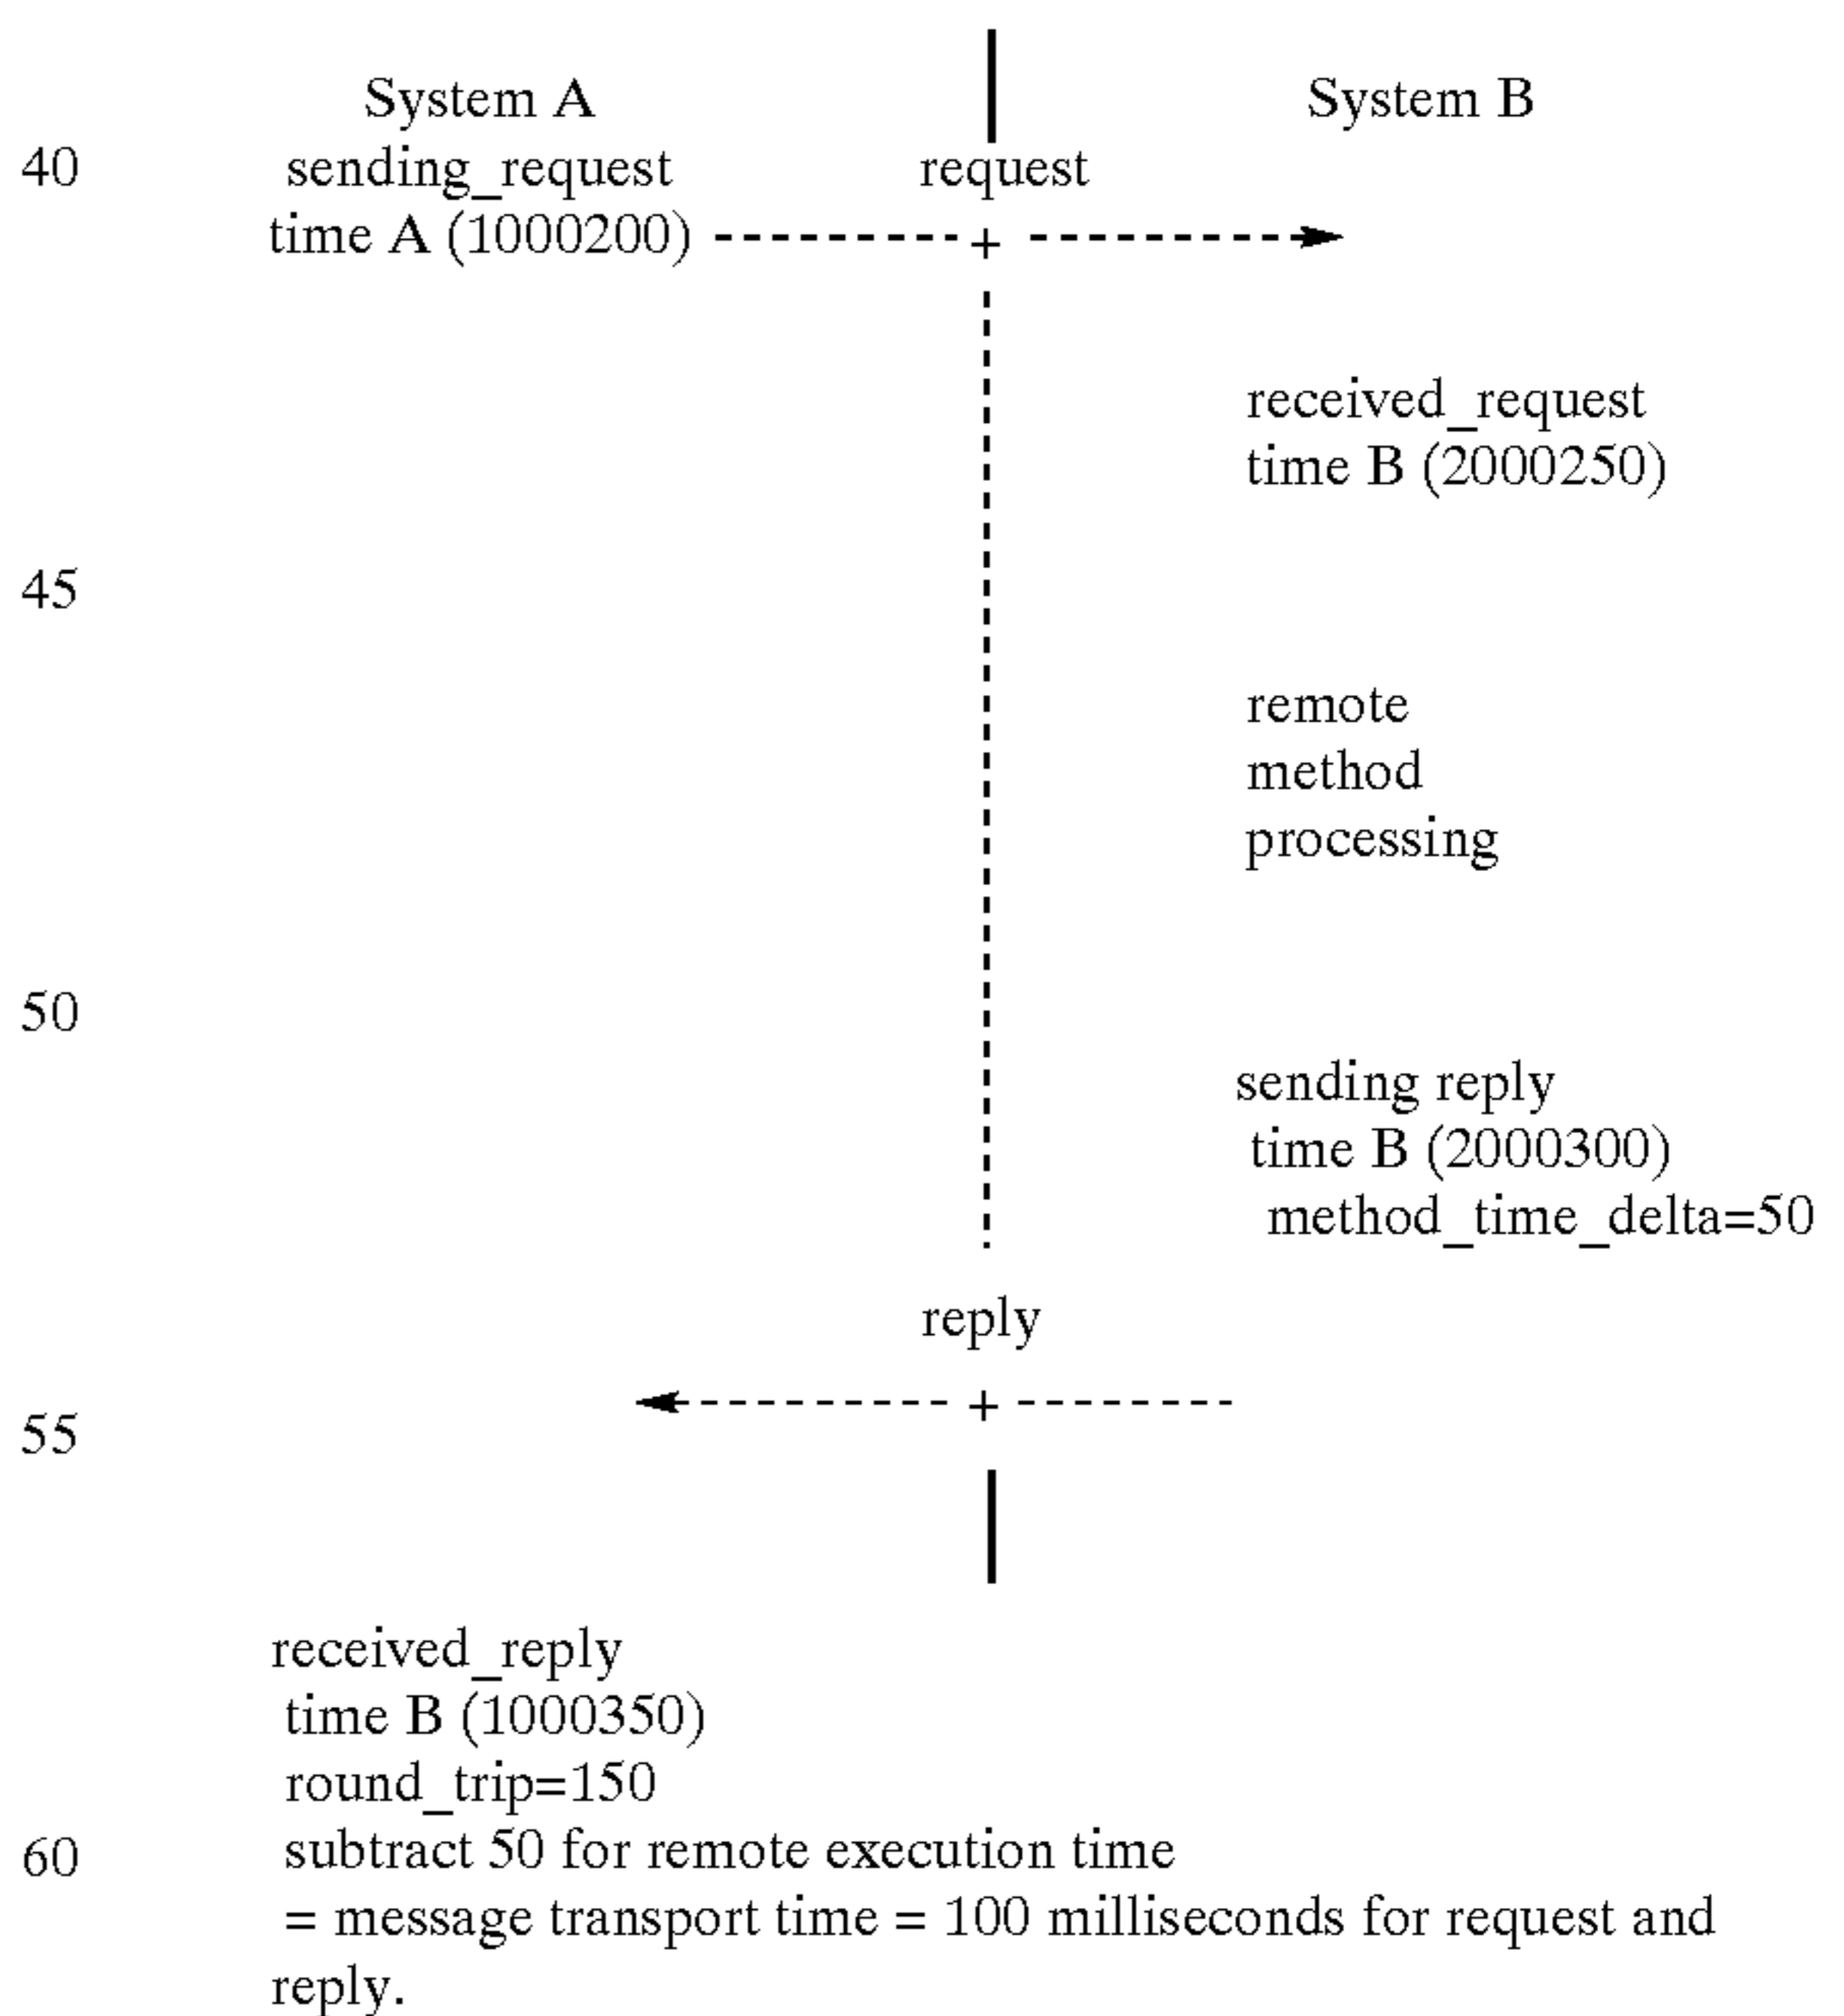 System A System B
40 sending_request request
time A (1000200) +
received_request
time B (2000250)
45
remote
method
processing
50
sending reply
time B (2000300)
method_time_delta=50
reply
+
55
received_reply
time B (1000350)
round_trip=150
60 subtract 50 for remote execution time
= message transport time = 100 milliseconds for request and
reply.